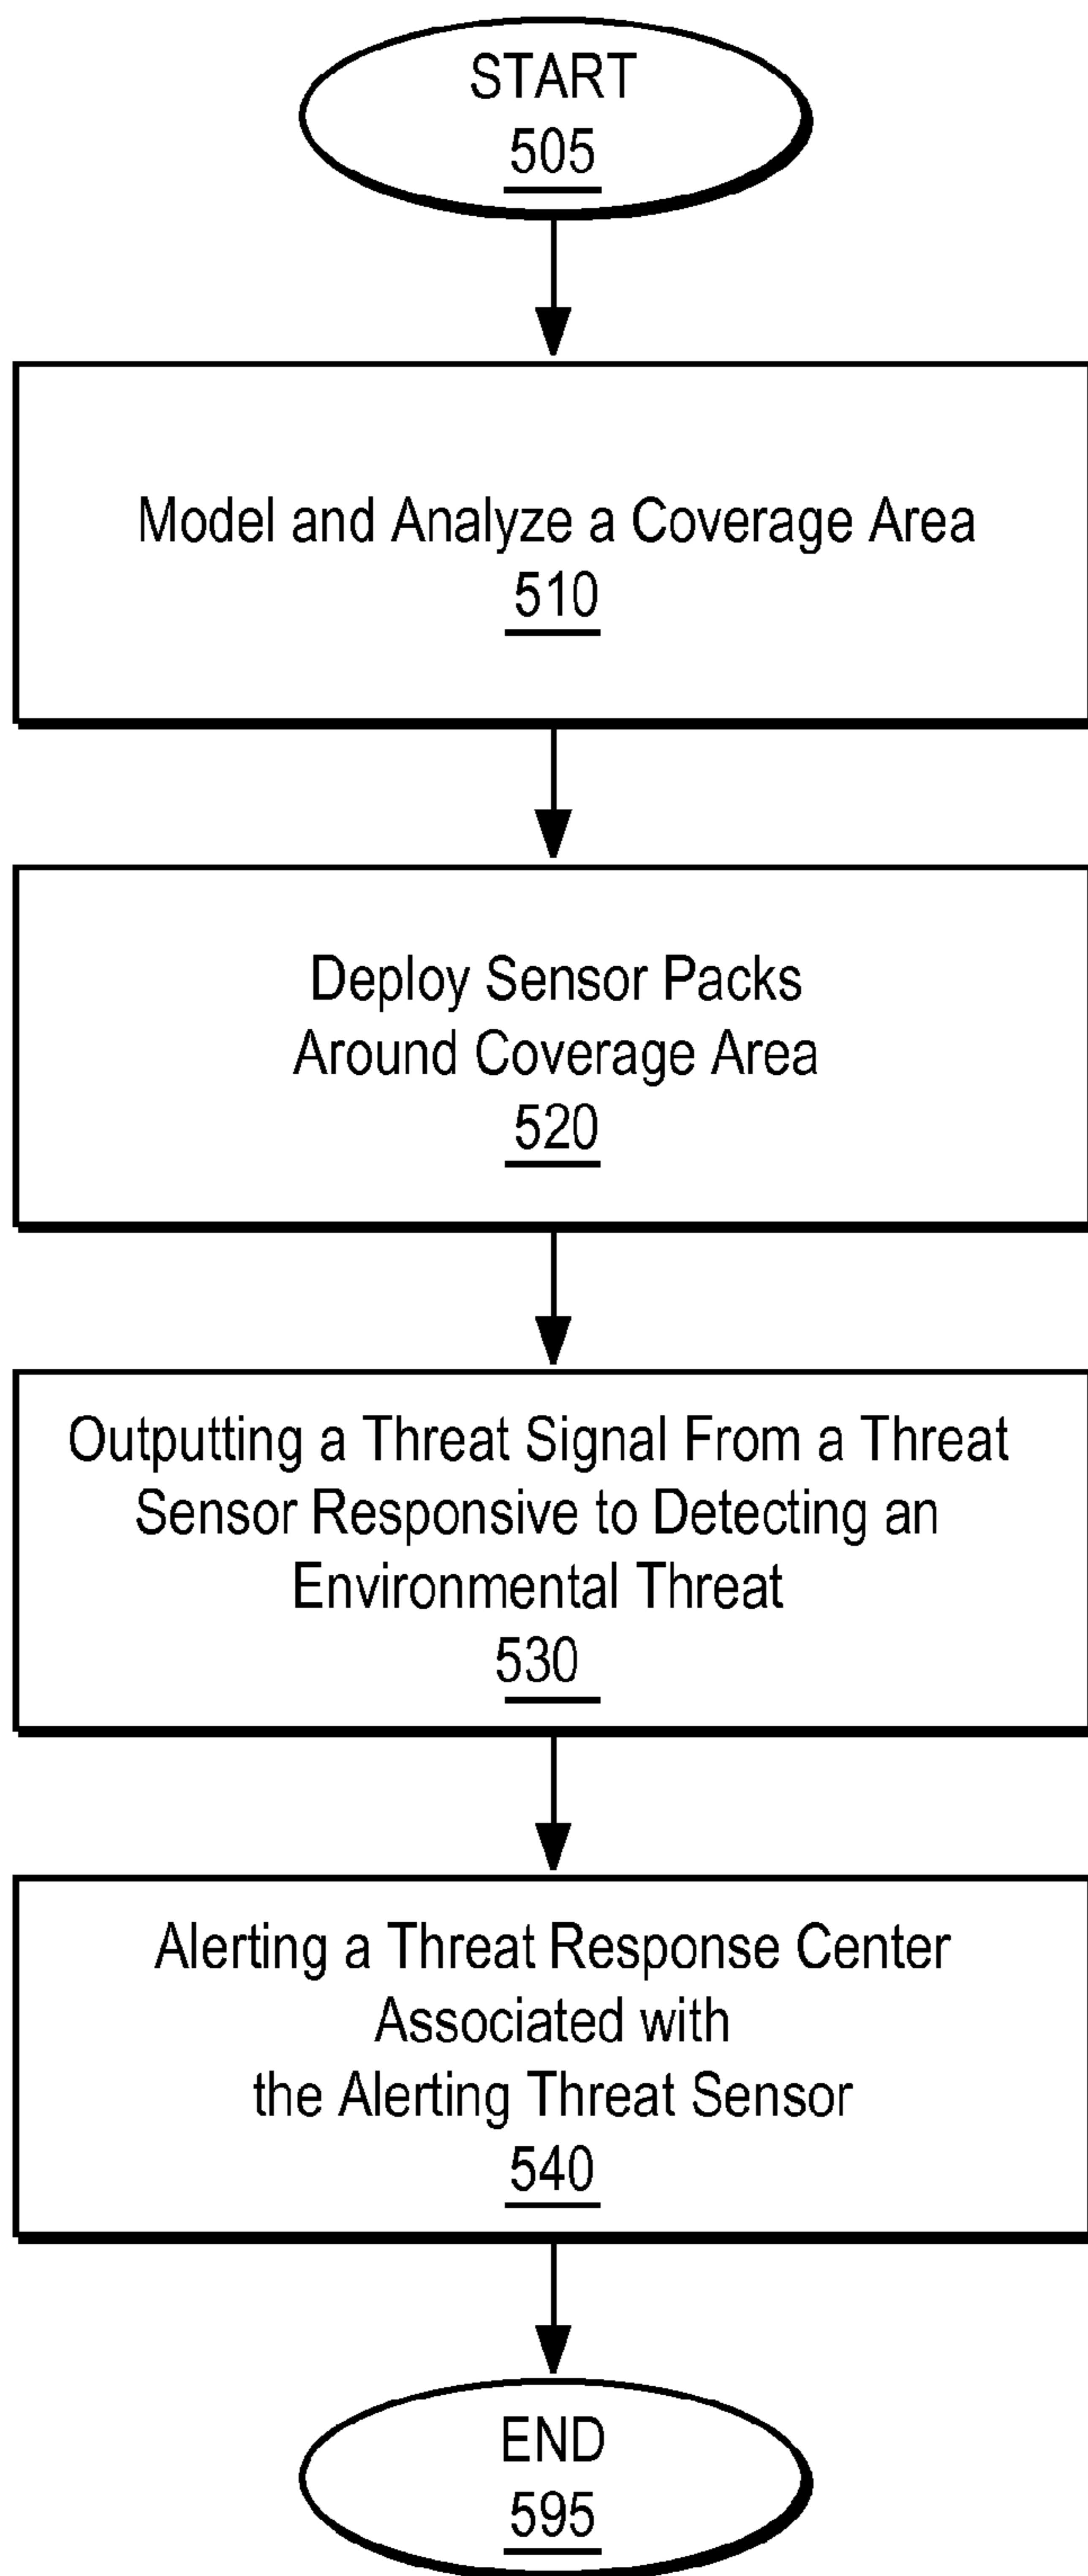 START
505
Model and Analyze a Coverage Area
510
Deploy Sensor Packs
Around Coverage Area
520
Outputting a Threat Signal From a Threat
Sensor Responsive to Detecting an
Environmental Threat
530
Alerting a Threat Response Center
Associated with
the Alerting Threat Sensor
540
END
595